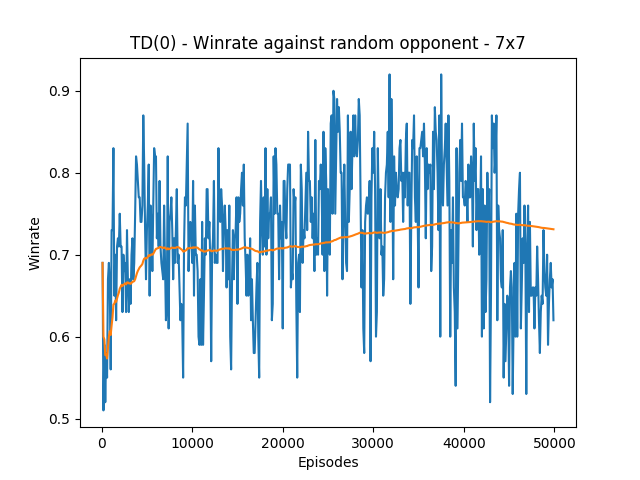 TD(0) - Winrate against random opponent - 7x7
0.9
0.8
0.7
0.6
0.5
Winrate
0 10000 20000 30000 40000 50000
Episodes